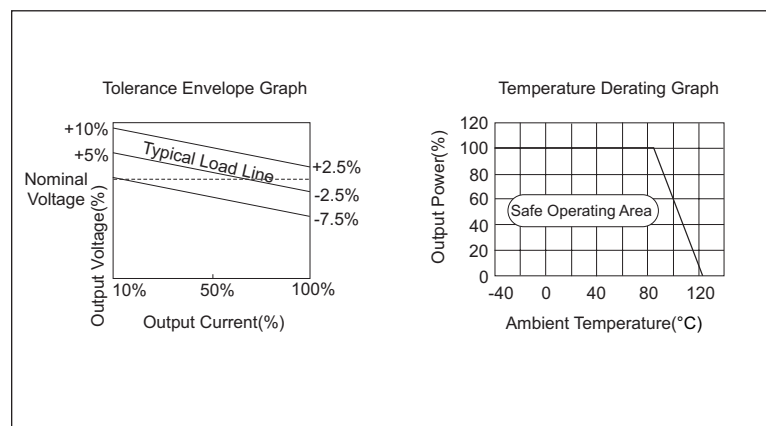 Tolerance Envelope Graph
+10%
+5%
Nominal
Voltage
Output Voltage(%)
Typical Load Line
+2.5%
-2.5%
-7.5%
10%
50%
100%
Output Current(%)
Temperature Derating Graph
Output Power(%)
120
100
80
60
40
20
0
Safe Operating Area
-40
0
40
80
120
Ambient Temperature(°C)